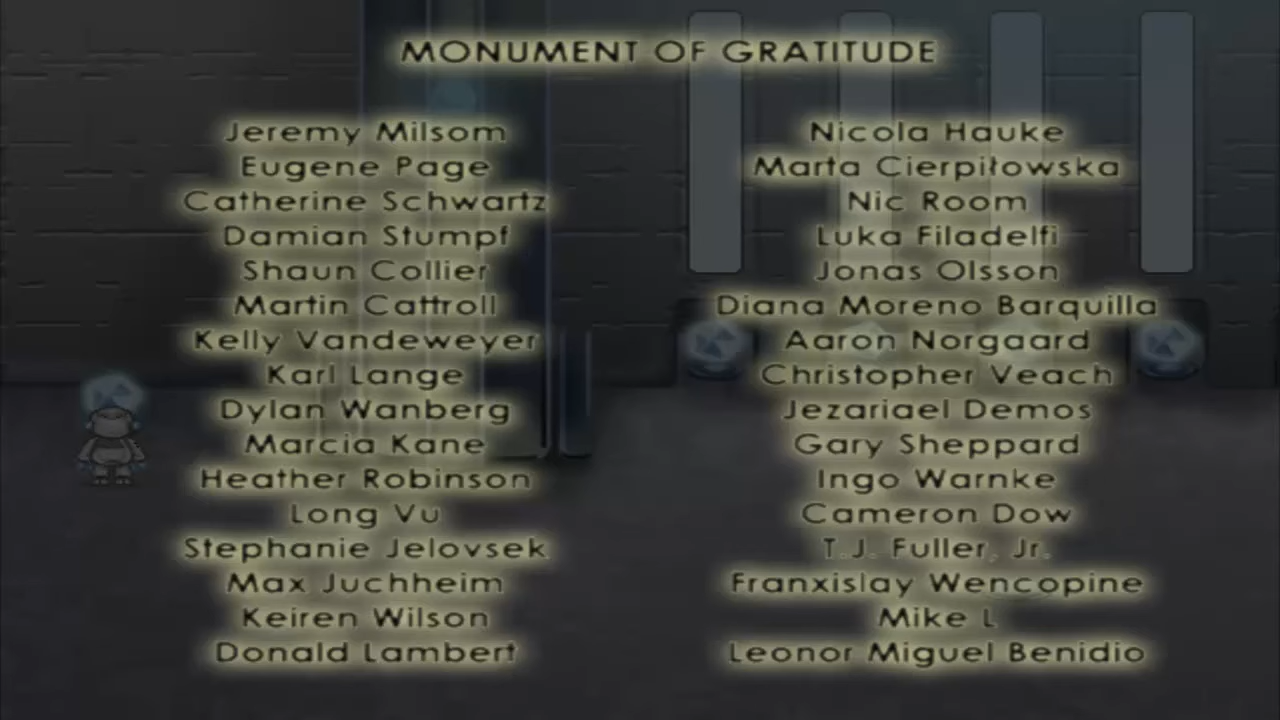 MONUMENT OF GRATITUDE
Jeremy Milsom
Eugene Page
Catherine Schwartz
Damian Stumpf
Shaun Collier
Martin Cattroll
Kelly Vandeweyer
Karl Lange
Dylan Wanberg
Marcia Kane
Heather Robinson
Long Vu
Stephanie Jelovsek
Max Juchheim
Keiren Wilson
Donald Lambert
Nicola Hauke
Marta Cierpiłowska
Nic Room
Luka Filadelfi
Jonas Olsson
Diana Moreno Barquilla
Aaron Norgaard
Christopher Veach
Jezariael Demos
Gary Sheppard
Ingo Warnke
Cameron Dow
T.J. Fuller, Jr.
Franxislay Wencopine
Mike L
Leonor Miguel Benidio